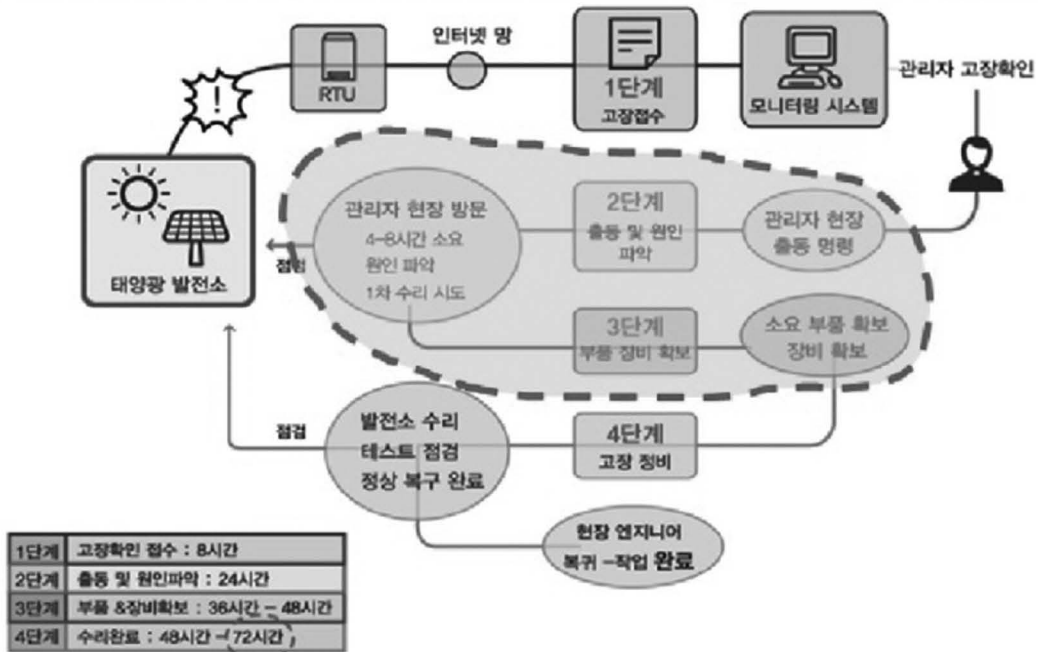 인터넷 망
RTU
1단계
고장접수
모니터링 시스템
관리자 고장확인
!
태양광 발전소
관리자 현장 방문
4-8시간 소요
원인 파악
1차 수리 시도
점검
2단계
출동 및 원인
파악
관리자 현장
출동 명령
3단계
부품 장비 확보
소요 부품 확보
장비 확보
점검
발전소 수리
테스트 점검
정상 복구 완료
4단계
고장 정비
현장 엔지니어
복귀 -작업 완료
1단계 고장확인 접수 : 8시간
2단계 출동 및 원인파악 : 24시간
3단계 부품 &장비확보 : 36시간 - 48시간
4단계 수리완료 : 48시간 - 72시간